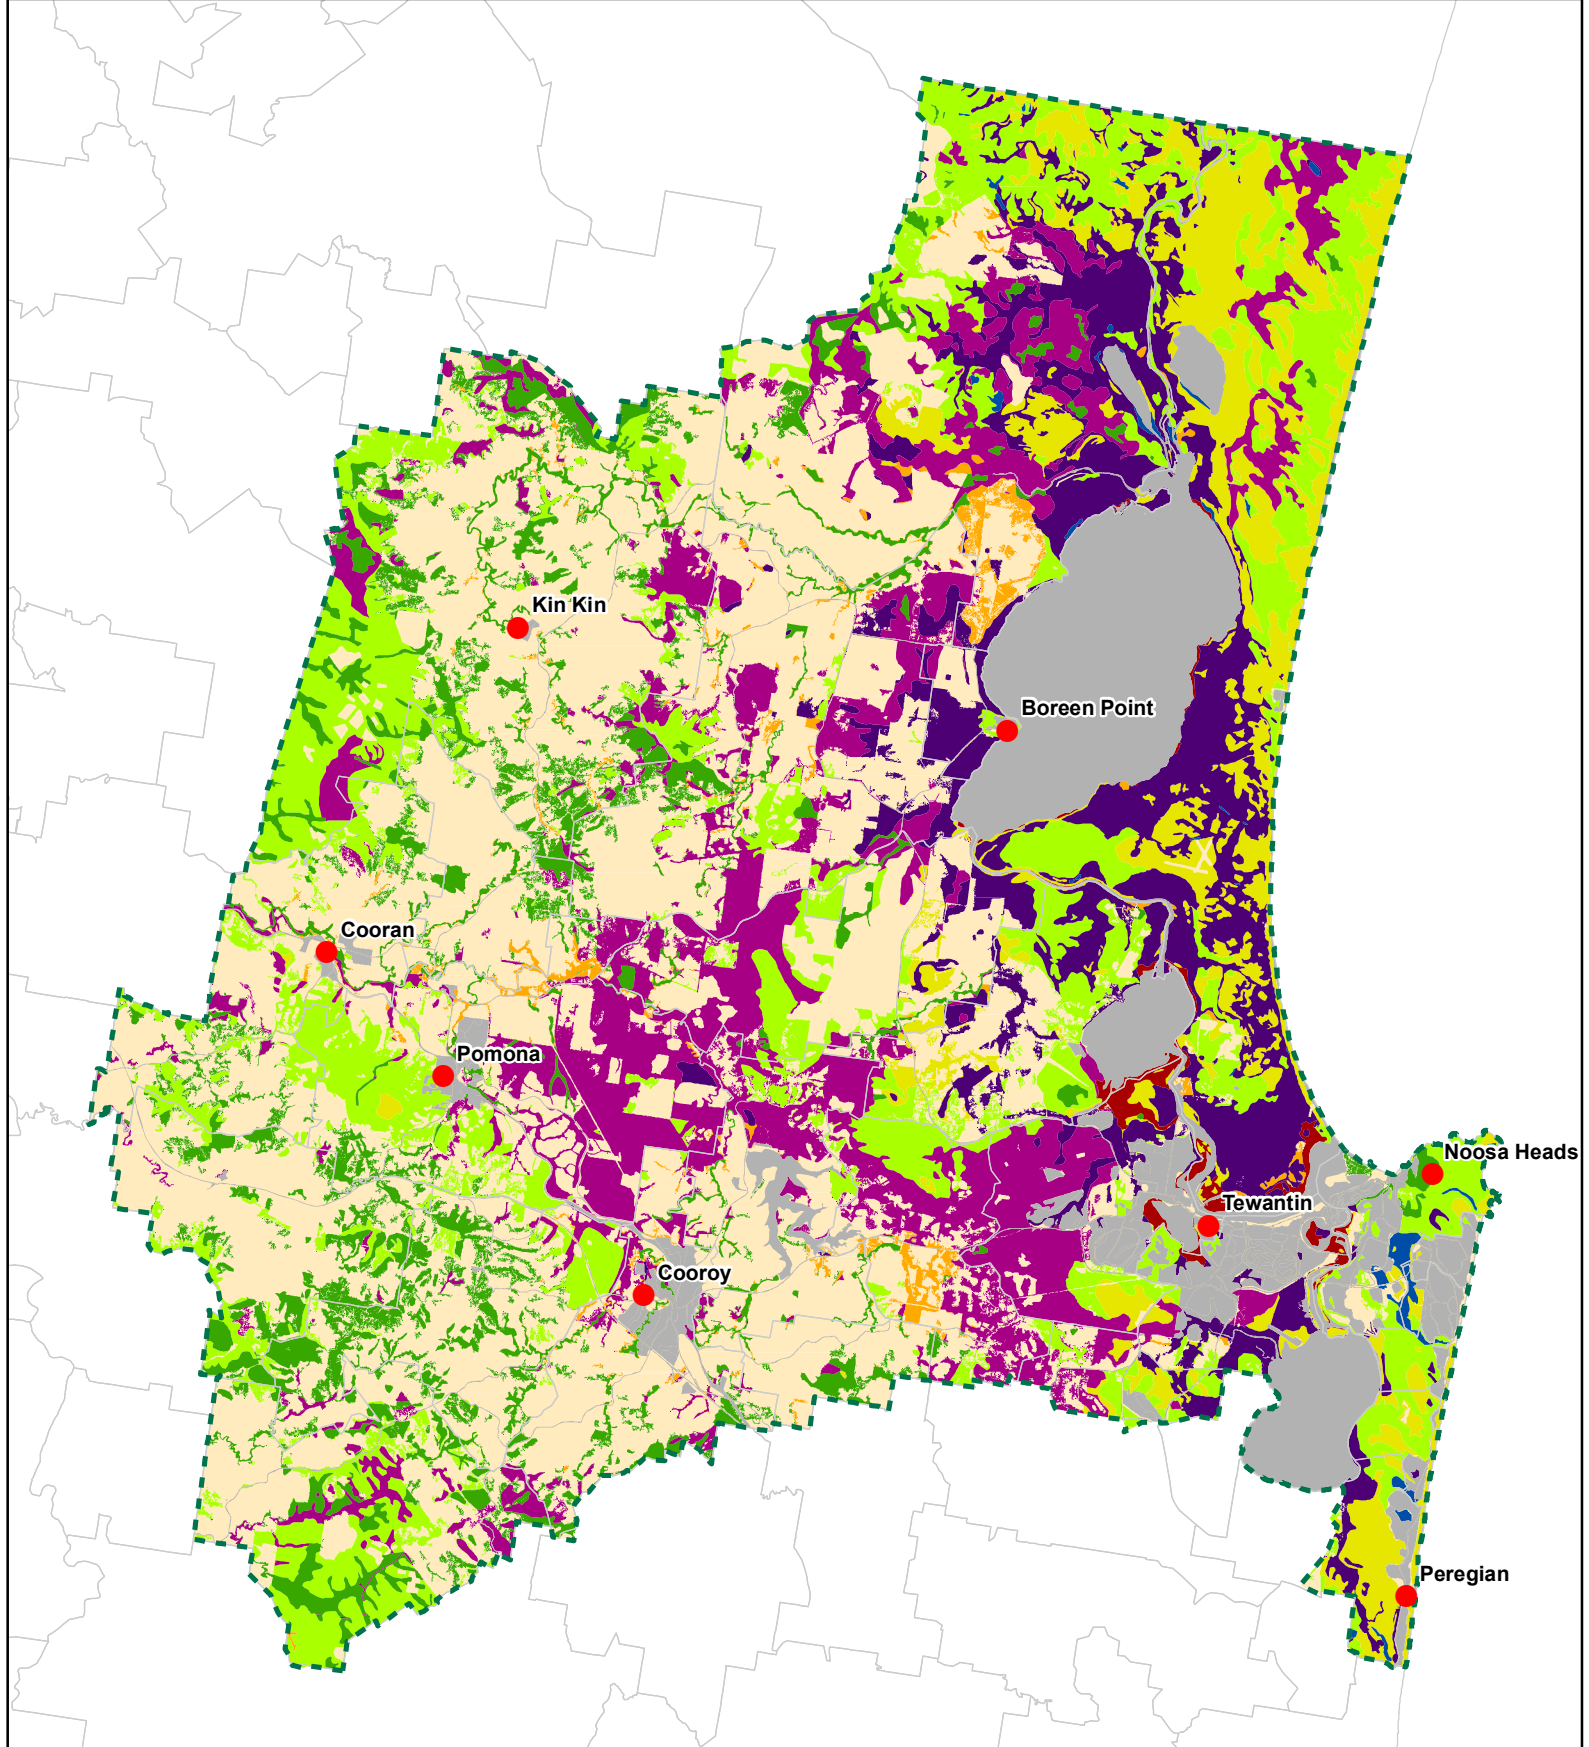 Kin Kin
Boreen Point
Cooran
Pomona
Noosa Heads
Tewantin
Cooroy
Peregian